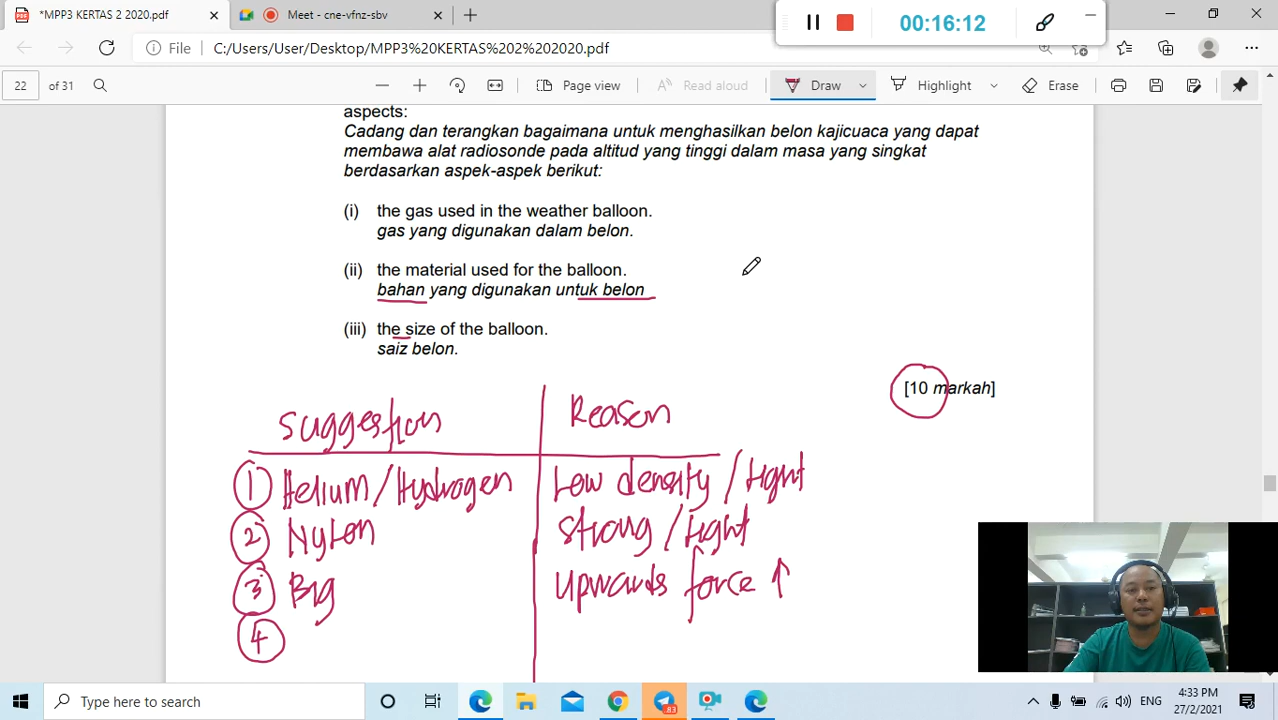 *MPP3 KERTAS 2 2020.pdf
Meet - cne-vfnz-sbv
00:16:12
File
C:/Users/User/Desktop/MPP3%20KERTAS%202%202020.pdf
22
of 31
Page view
Read aloud
Draw
Highlight
Erase
aspects:
Cadang dan terangkan bagaimana untuk menghasilkan belon kajicuaca yang dapat
membawa alat radiosonde pada altitud yang tinggi dalam masa yang singkat
berdasarkan aspek-aspek berikut:
(i) the gas used in the weather balloon.
gas yang digunakan dalam belon.
(ii) the material used for the balloon.
bahan yang digunakan untuk belon
(iii) the size of the balloon.
saiz belon.
[10 markah]
Suggestion Reason
1 Helium/Hydrogen Low density/Light
2 Nylon Strong/Light
3 Big Upwards force ↑
4
Type here to search
83
ENG
4:33 PM
27/2/2021